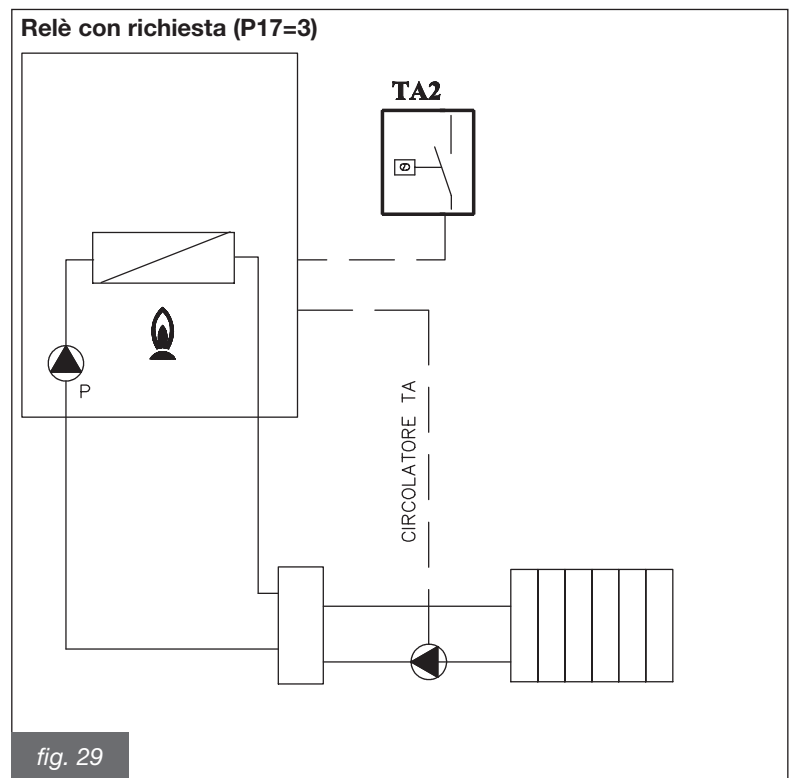 Relè con richiesta (P17=3)
TA2
P
CIRCOLATORE TA
fig. 29